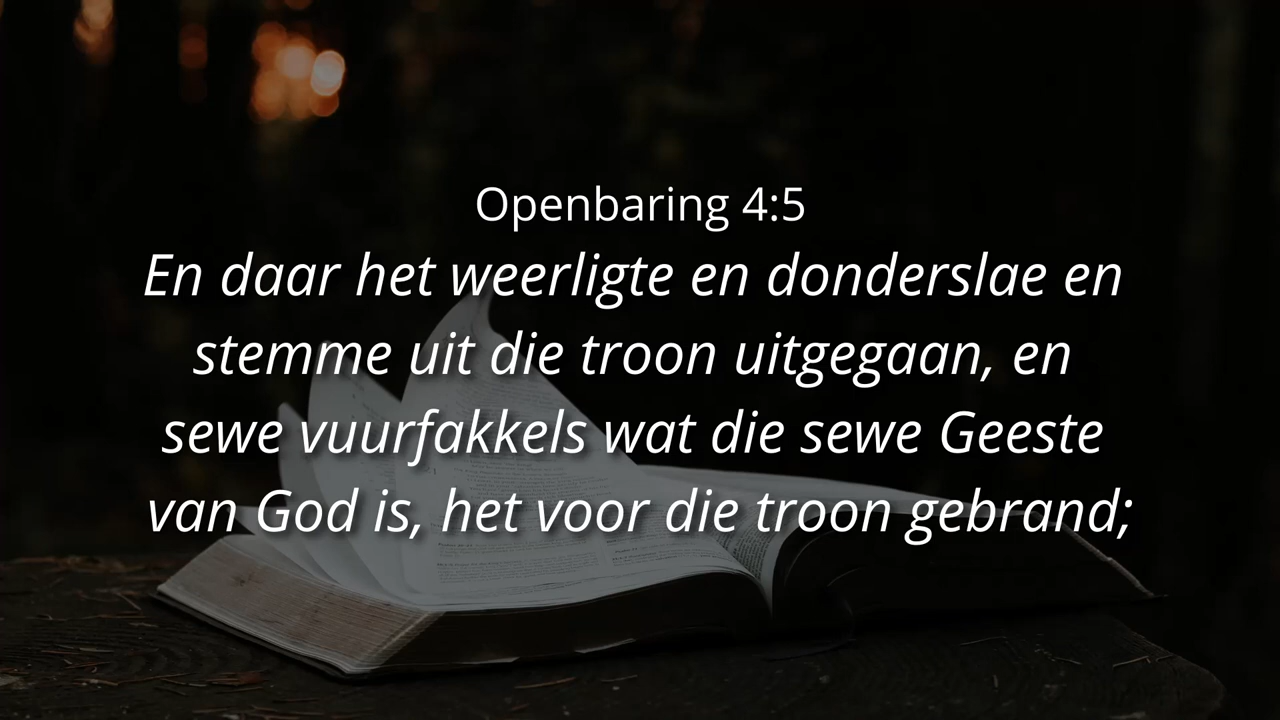 Openbaring 4:5
En daar het weerligte en donderslae en
stemme uit die troon uitgegaan, en
sewe vuurfakkels wat die sewe Geeste
van God is, het voor die troon gebrand;